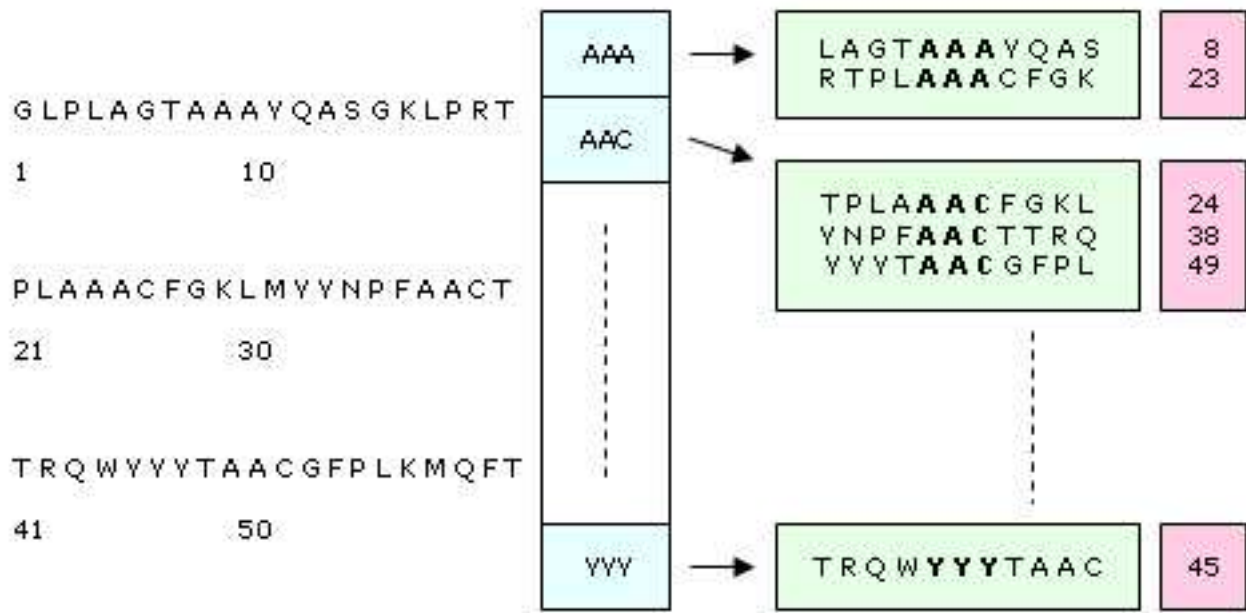 GLPLAGTAAAYQASGKLPRT
1 10
PLAAACFGKLMYYNPFAACT
21 30
TRQWYYYTAACGFPLKMQFT
41 50
AAA
AAC
YYY
LAGTAAAYQAS 8
RTPLAAACFGK 23
TPLAAACFGKL 24
YNPFAACTTRQ 38
YYYTAACGFPL 49
TRQWYYYTAAC 45